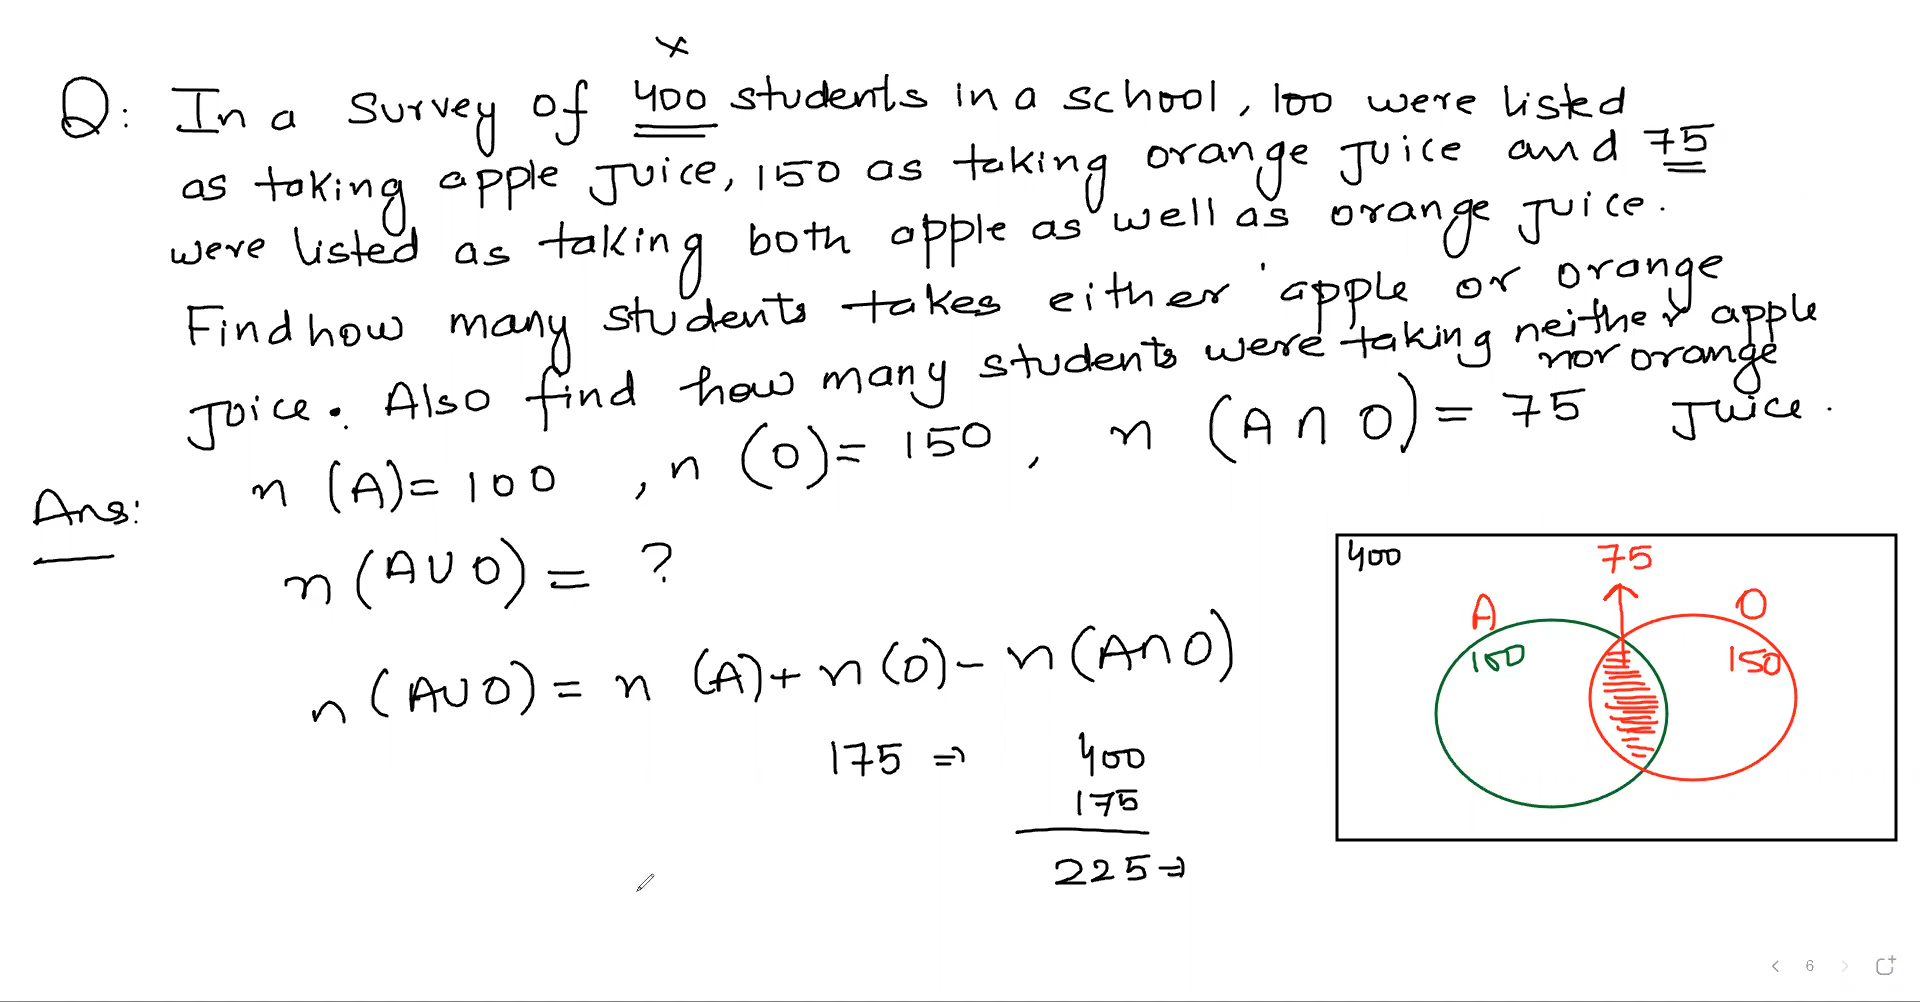 x
Q: In a survey of 400 students in a school, 100 were listed
as taking apple juice, 150 as taking orange juice and 75
were listed as taking both apple as well as orange juice.
Find how many students takes either apple or orange
juice. Also find how many students were taking neither apple
nor orange
juice.
Ans:
n (A) = 100 , n (O) = 150 , n (A ∩ O) = 75
n (A ∪ O) = ?
n (A ∪ O) = n (A) + n (O) - n (A ∩ O)
175 ⇒ 400
175
225 ⇒
400
75
A
O
100
150
6